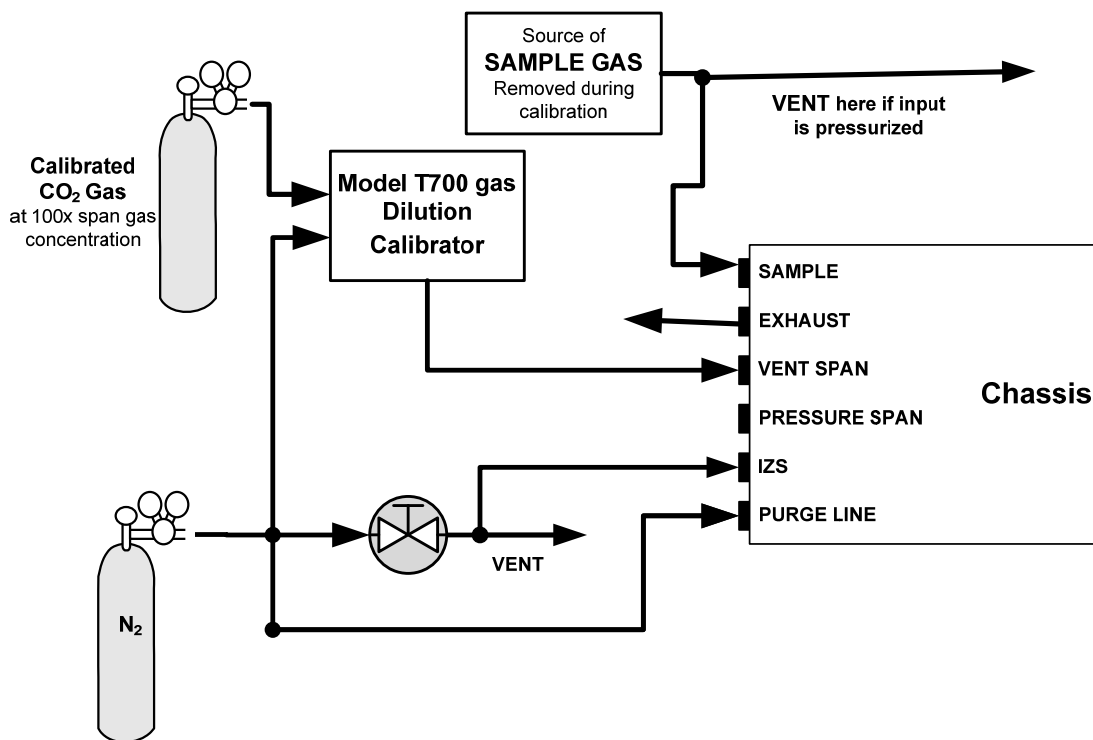 Source of
SAMPLE GAS
Removed during
calibration
VENT here if input
is pressurized
Calibrated
CO₂ Gas
at 100x span gas
concentration
Model T700 gas
Dilution
Calibrator
SAMPLE
EXHAUST
VENT SPAN
PRESSURE SPAN
IZS
PURGE LINE
Chassis
VENT
N₂